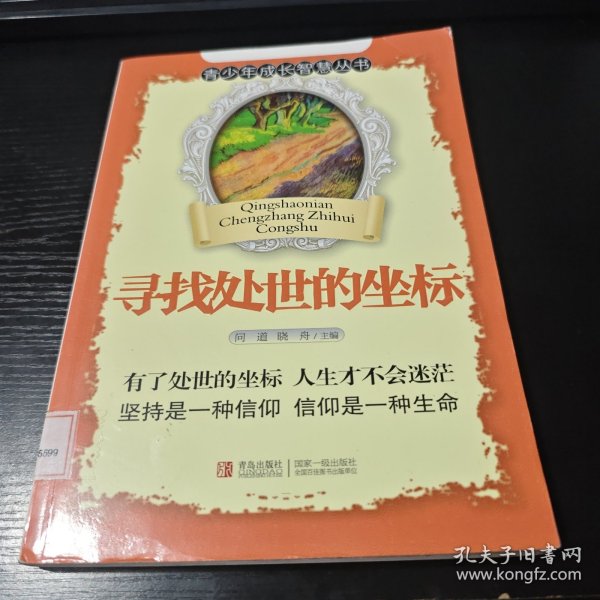 青少年成长智慧丛书
Qingshaonian
Chengzhang Zhihui
Congshu
寻找处世的坐标
问道晓舟/主编
有了处世的坐标 人生才不会迷茫
坚持是一种信仰 信仰是一种生命
青岛出版社 国家一级出版社
QINGDAO 全国百佳图书出版单位
5899
孔夫子旧书网
www.kongfz.com